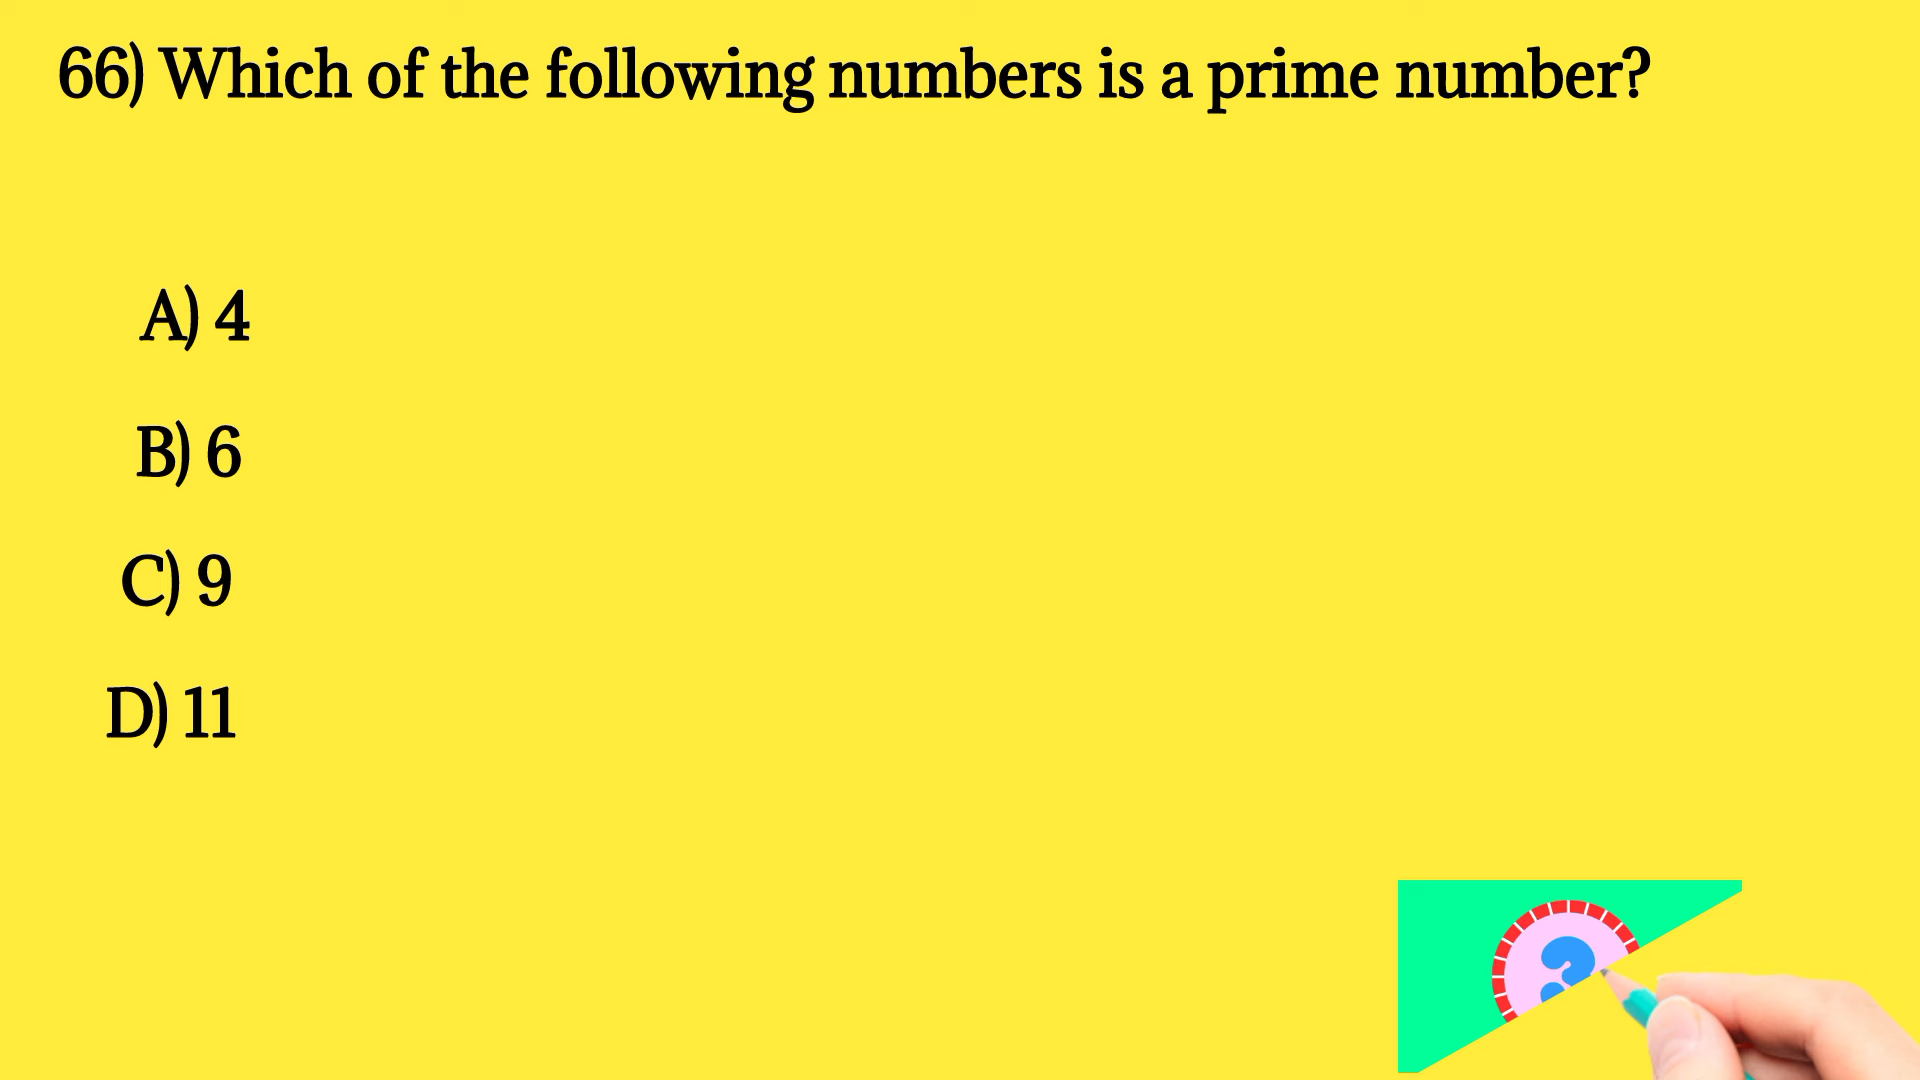 66) Which of the following numbers is a prime number?
A) 4
B) 6
C) 9
D) 11